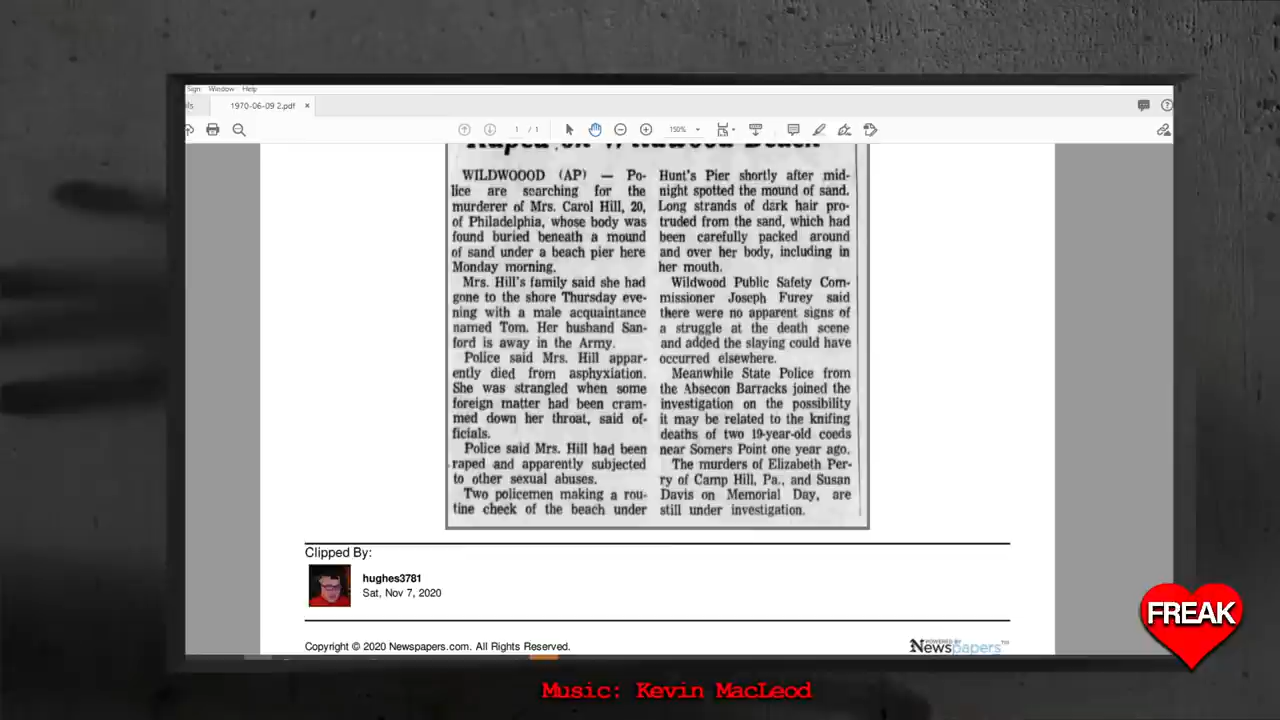 Sign Window Help
ls 1970-06-09 2.pdf ×
1 / 1 150%
Raped on Wildwood Beach
WILDWOOOD (AP) — Po-
lice are searching for the
murderer of Mrs. Carol Hill, 20,
of Philadelphia, whose body was
found buried beneath a mound
of sand under a beach pier here
Monday morning.
Mrs. Hill's family said she had
gone to the shore Thursday eve-
ning with a male acquaintance
named Tom. Her husband San-
ford is away in the Army.
Police said Mrs. Hill appar-
ently died from asphyxiation.
She was strangled when some
foreign matter had been cram-
med down her throat, said of-
ficials.
Police said Mrs. Hill had been
raped and apparently subjected
to other sexual abuses.
Two policemen making a rou-
tine check of the beach under
Hunt's Pier shortly after mid-
night spotted the mound of sand.
Long strands of dark hair pro-
truded from the sand, which had
been carefully packed around
and over her body, including in
her mouth.
Wildwood Public Safety Com-
missioner Joseph Furey said
there were no apparent signs of
a struggle at the death scene
and added the slaying could have
occurred elsewhere.
Meanwhile State Police from
the Absecon Barracks joined the
investigation on the possibility
it may be related to the knifing
deaths of two 19-year-old coeds
near Somers Point one year ago.
The murders of Elizabeth Per-
ry of Camp Hill, Pa., and Susan
Davis on Memorial Day, are
still under investigation.
Clipped By:
hughes3781
Sat, Nov 7, 2020
Copyright © 2020 Newspapers.com. All Rights Reserved.
POWERED BY
Newspapers™
FREAK
Music: Kevin MacLeod